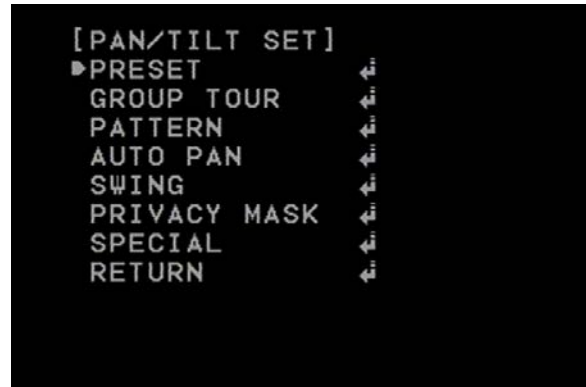 [PAN/TILT SET]
PRESET
GROUP TOUR
PATTERN
AUTO PAN
SWING
PRIVACY MASK
SPECIAL
RETURN